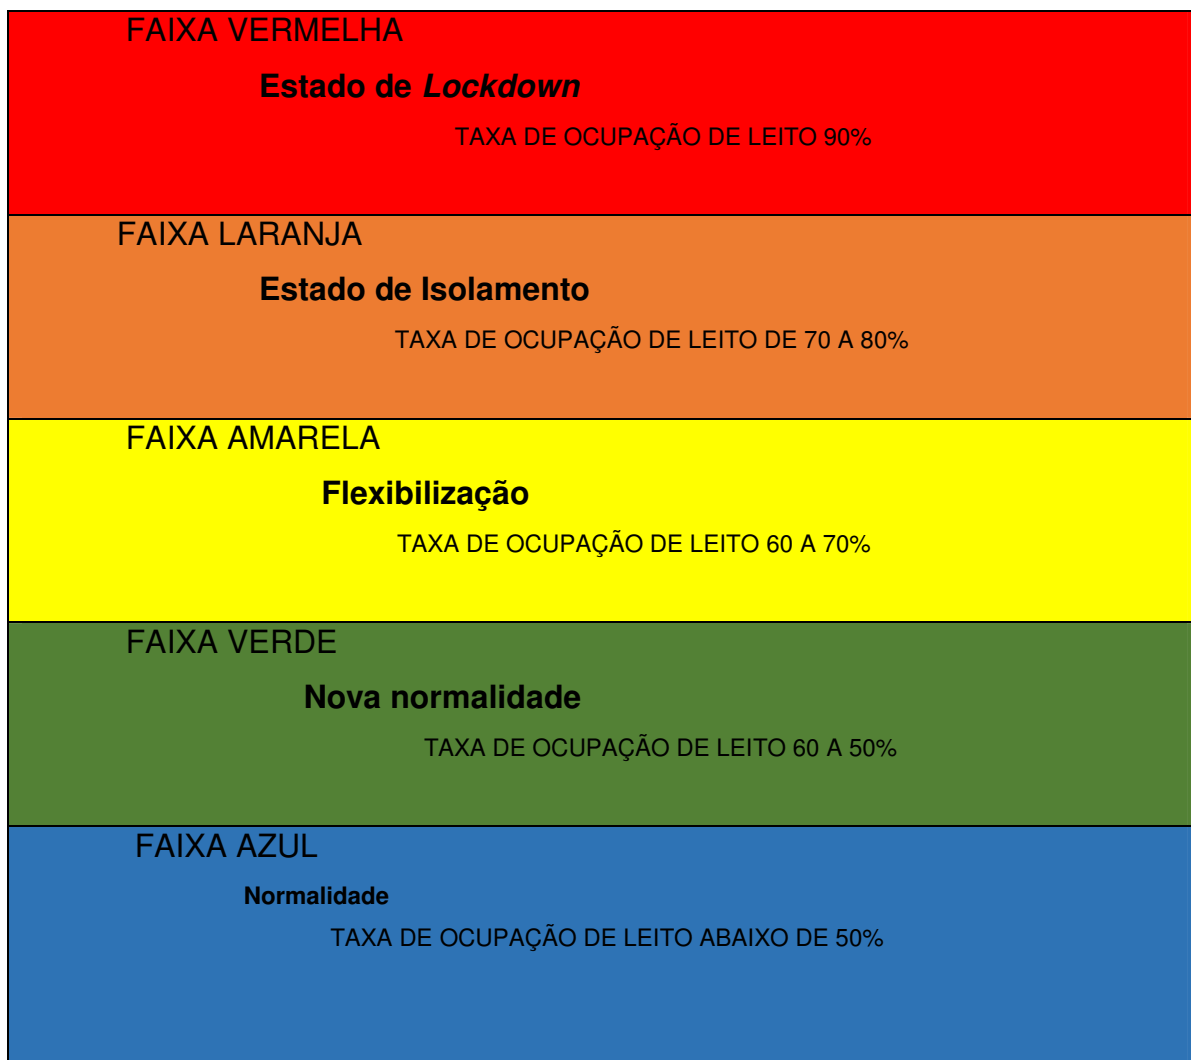 FAIXA VERMELHA
Estado de Lockdown
TAXA DE OCUPAÇÃO DE LEITO 90%
FAIXA LARANJA
Estado de Isolamento
TAXA DE OCUPAÇÃO DE LEITO DE 70 A 80%
FAIXA AMARELA
Flexibilização
TAXA DE OCUPAÇÃO DE LEITO 60 A 70%
FAIXA VERDE
Nova normalidade
TAXA DE OCUPAÇÃO DE LEITO 60 A 50%
FAIXA AZUL
Normalidade
TAXA DE OCUPAÇÃO DE LEITO ABAIXO DE 50%